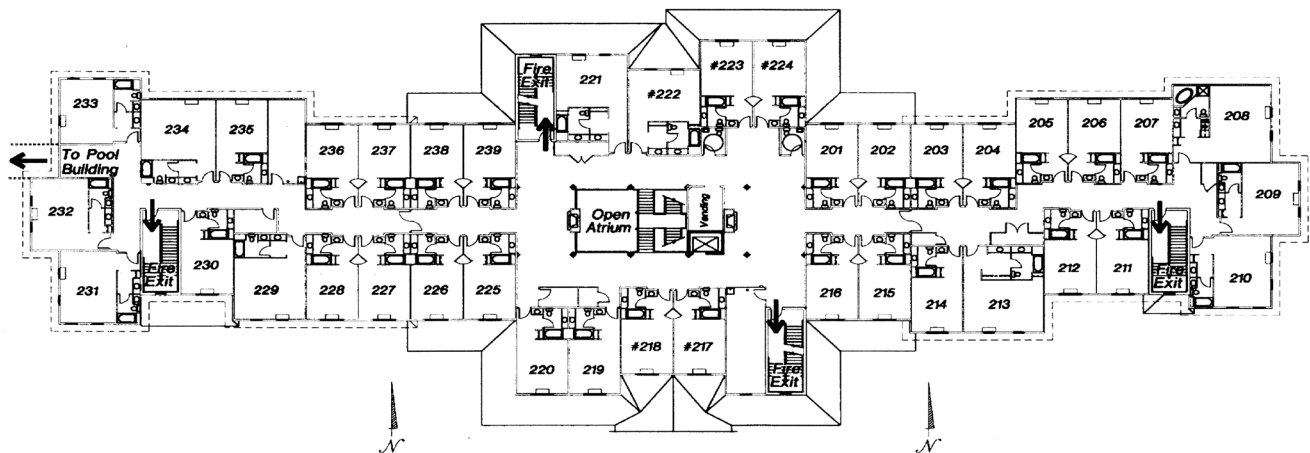 #223
#224
Fire
Exit
221
#222
233
234
235
208
205
206
207
236
237
238
239
201
202
203
204
To Pool
Building
209
232
Open
Atrium
Vending
230
Fire
Exit
231
229
228
227
226
225
216
215
214
213
212
211
Fire
Exit
210
220
219
#218
#217
Fire
Exit
N
N